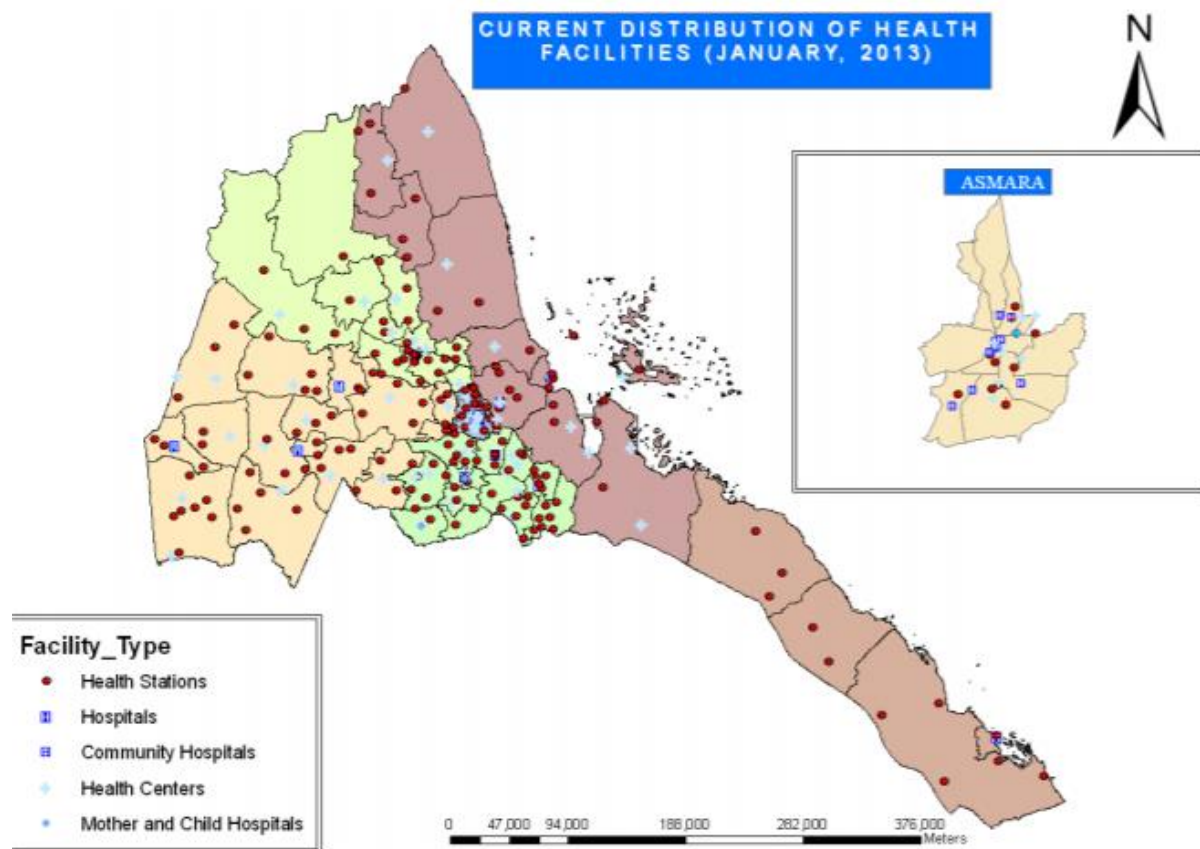 CURRENT DISTRIBUTION OF HEALTH
FACILITIES (JANUARY, 2013)
N
ASMARA
Facility_Type
Health Stations
Hospitals
Community Hospitals
Health Centers
Mother and Child Hospitals
0 47,000 94,000 188,000 282,000 376,000
Meters